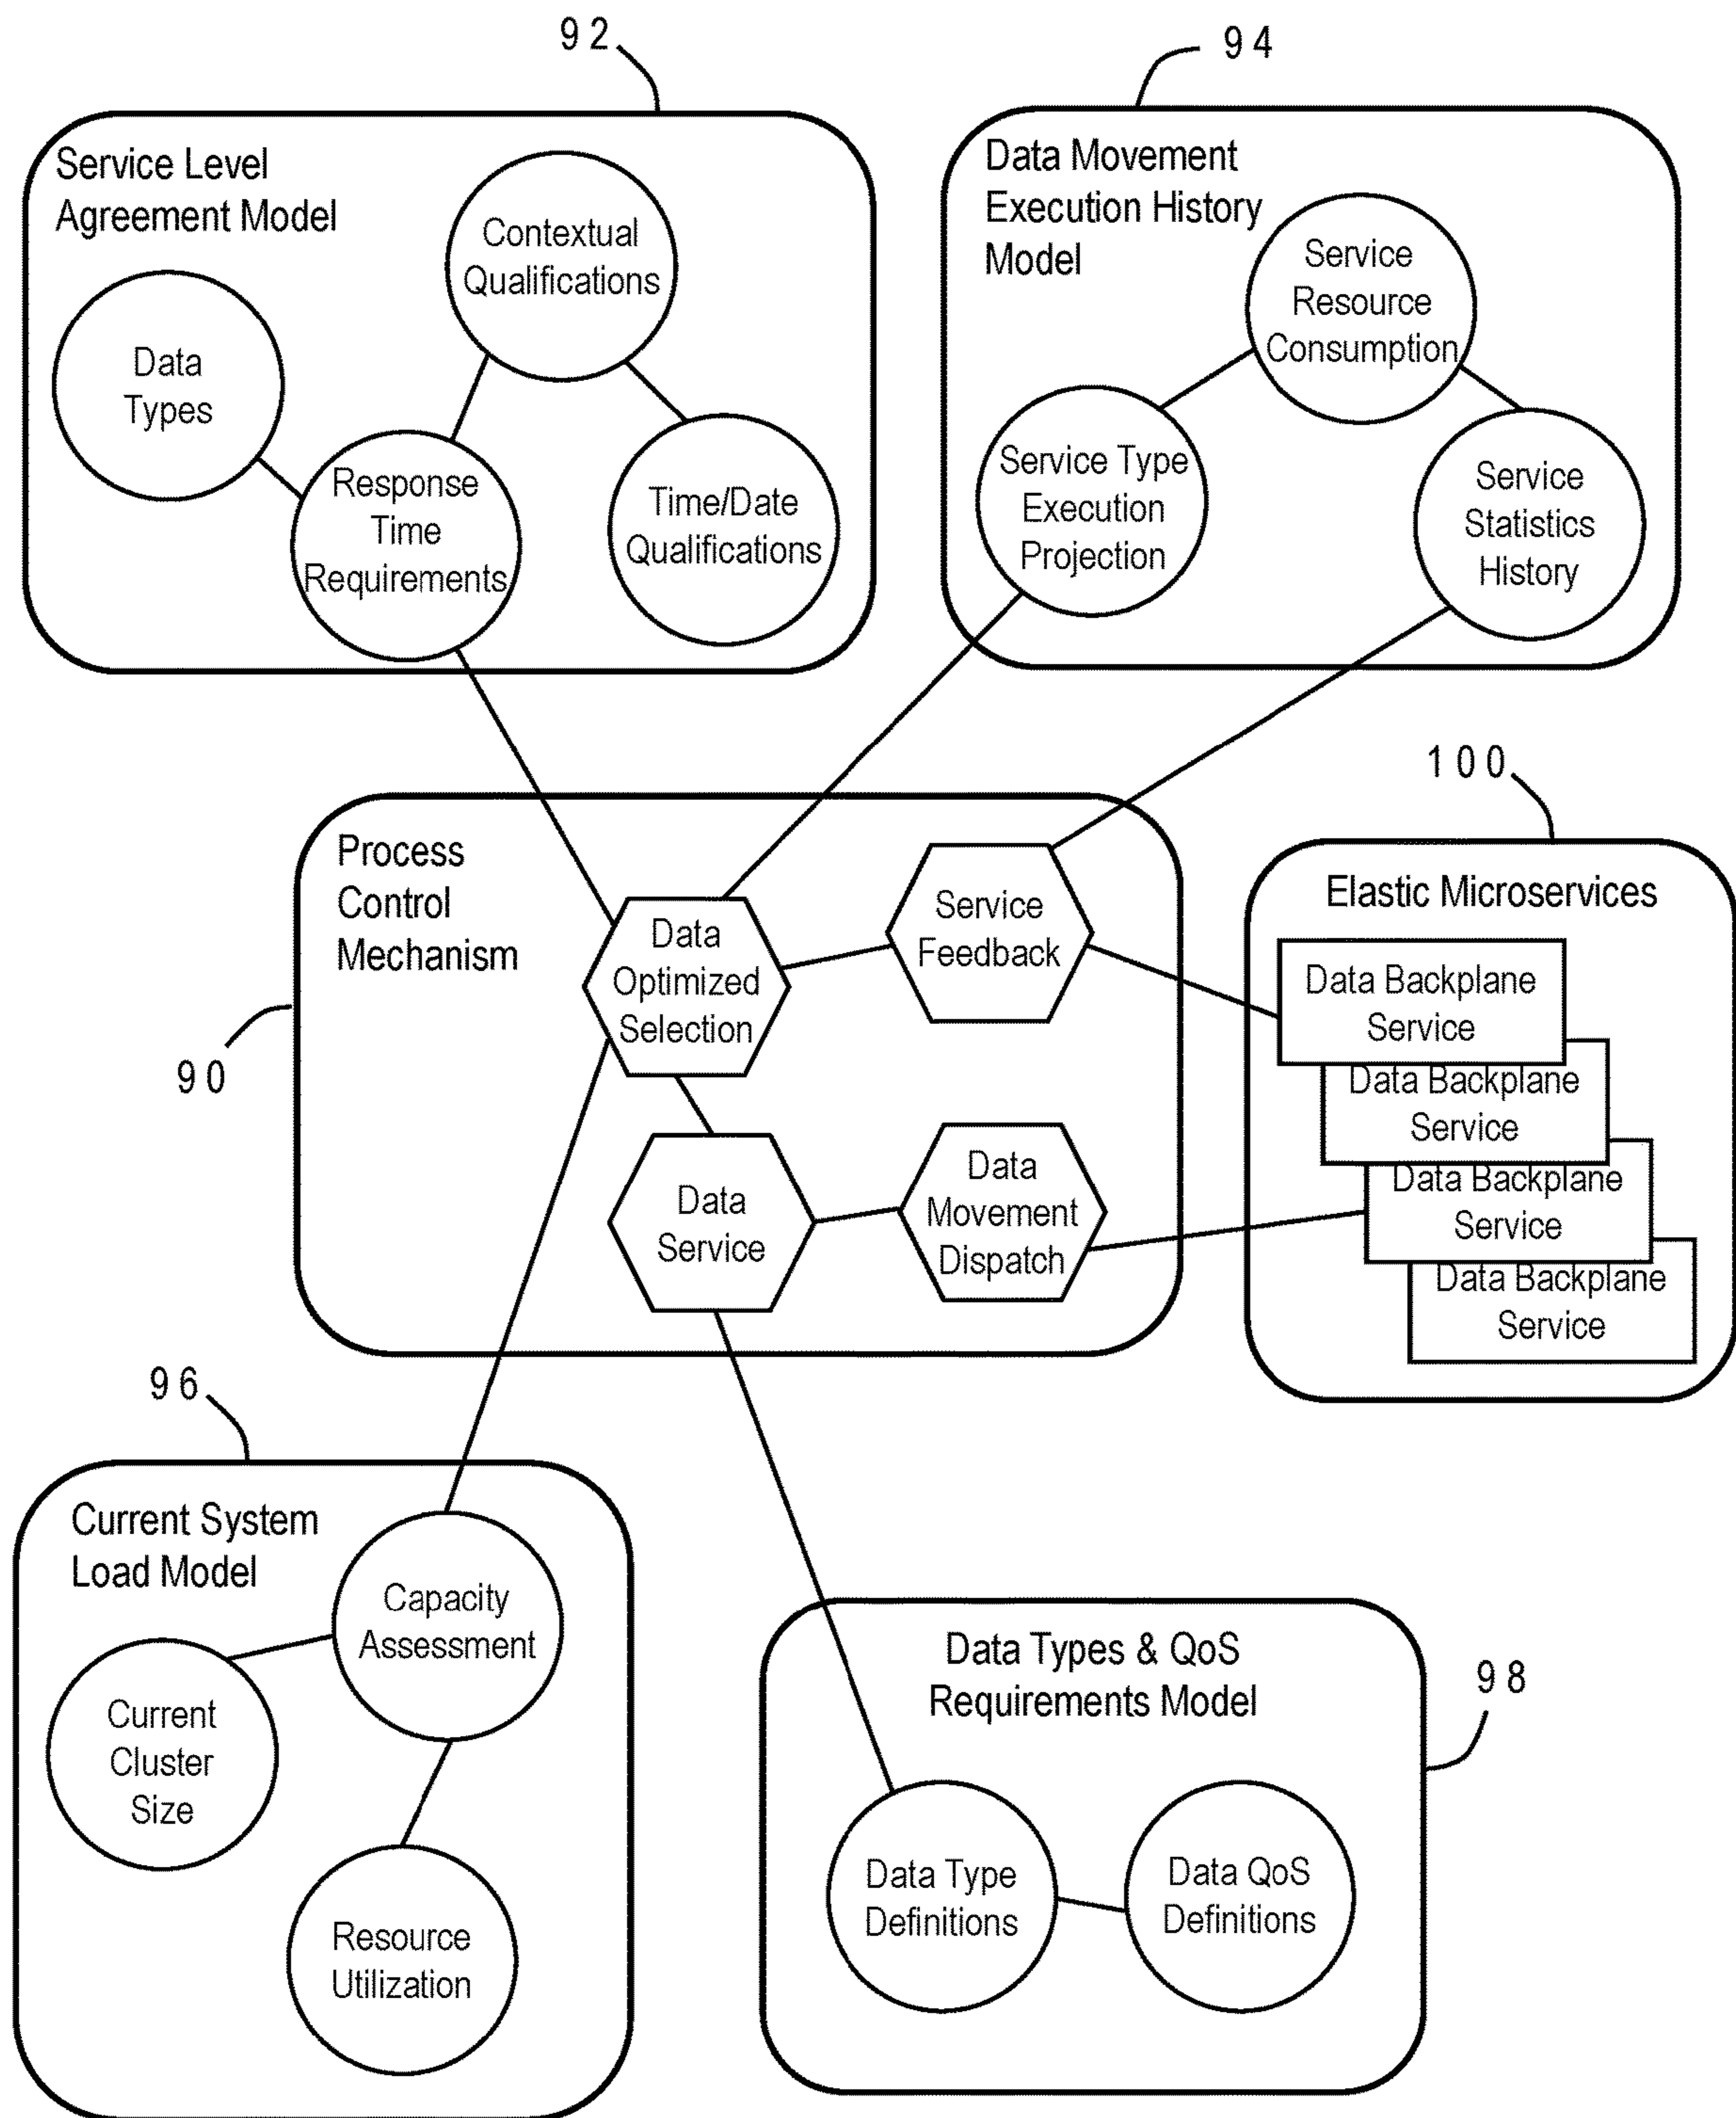 92
94
Service Level
Agreement Model
Contextual
Qualifications
Data
Types
Response
Time
Requirements
Time/Date
Qualifications
Data Movement
Execution History
Model
Service
Resource
Consumption
Service Type
Execution
Projection
Service
Statistics
History
100
Process
Control
Mechanism
Data
Optimized
Selection
Service
Feedback
Data
Service
Data
Movement
Dispatch
90
Elastic Microservices
Data Backplane
Service
Data Backplane
Service
Data Backplane
Service
Data Backplane
Service
96
Current System
Load Model
Capacity
Assessment
Current
Cluster
Size
Resource
Utilization
Data Types & QoS
Requirements Model
98
Data Type
Definitions
Data QoS
Definitions